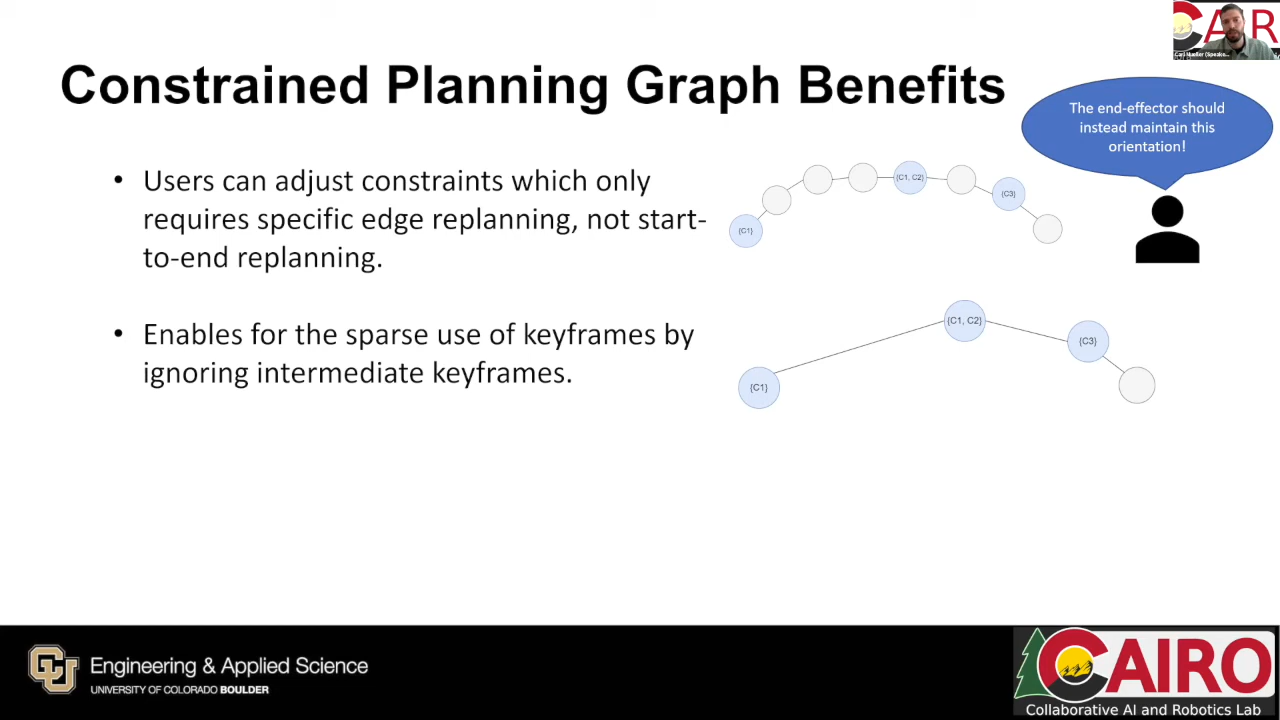 Constrained Planning Graph Benefits
The end-effector should
instead maintain this
orientation!
• Users can adjust constraints which only
requires specific edge replanning, not start-
to-end replanning.
• Enables for the sparse use of keyframes by
ignoring intermediate keyframes.
{C1}
{C1, C2}
{C3}
{C1}
{C1, C2}
{C3}
CU
Engineering & Applied Science
UNIVERSITY OF COLORADO BOULDER
CAIRO
Collaborative AI and Robotics Lab